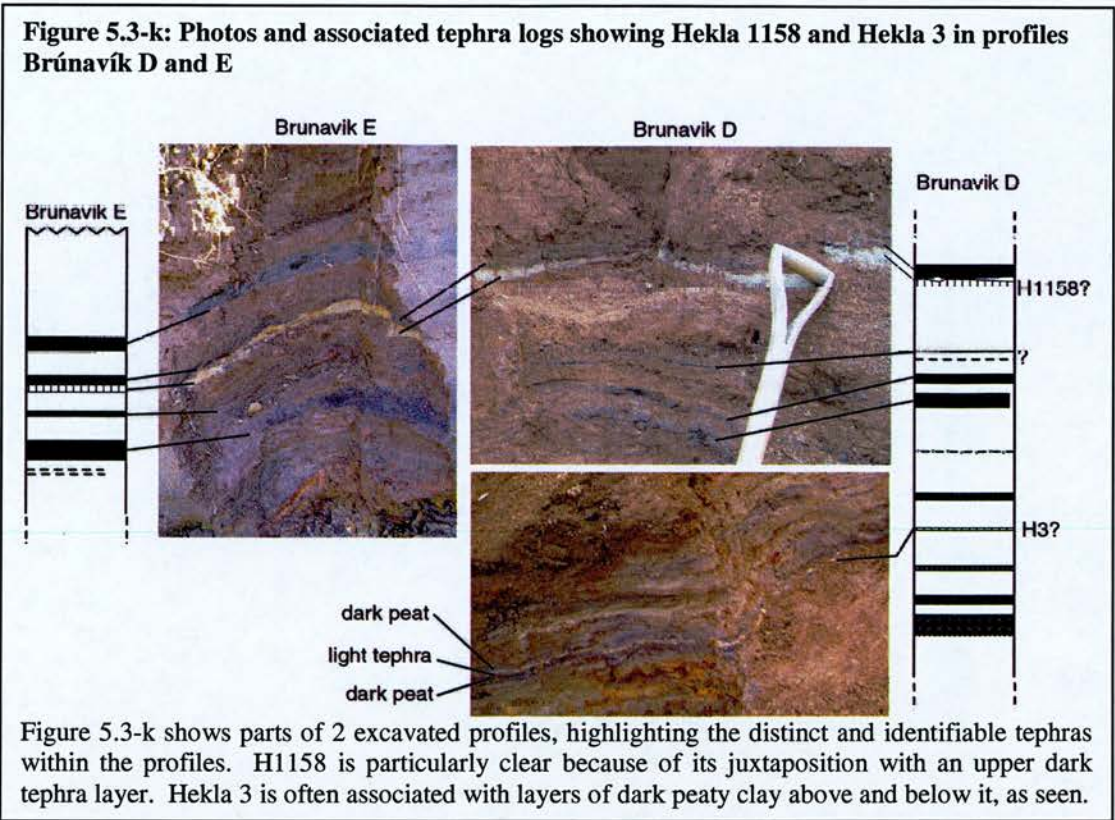 Figure 5.3-k: Photos and associated tephra logs showing Hekla 1158 and Hekla 3 in profiles
Brúnavík D and E
Brunavik E
Brunavik D
Brunavik E
Brunavik D
H1158?
?
H3?
dark peat
light tephra
dark peat
Figure 5.3-k shows parts of 2 excavated profiles, highlighting the distinct and identifiable tephras
within the profiles. H1158 is particularly clear because of its juxtaposition with an upper dark
tephra layer. Hekla 3 is often associated with layers of dark peaty clay above and below it, as seen.